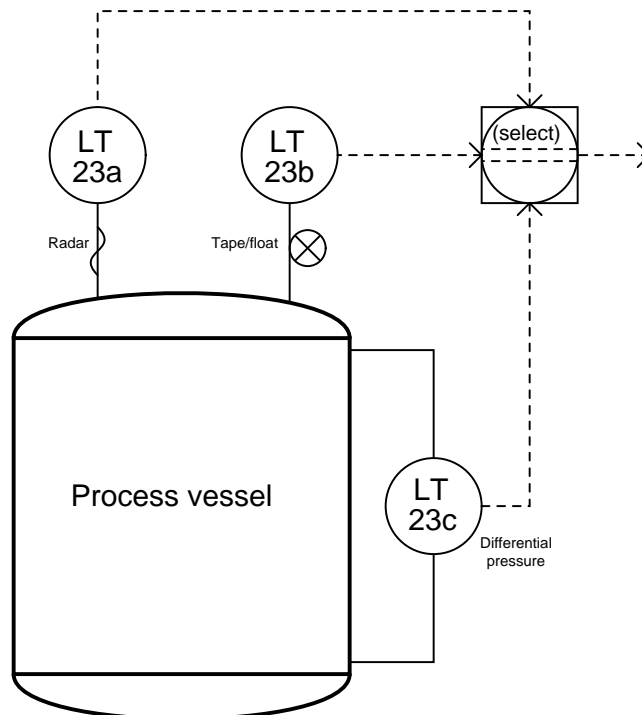 LT
23a
LT
23b
(select)
Radar
Tape/float
Process vessel
LT
23c
Differential
pressure